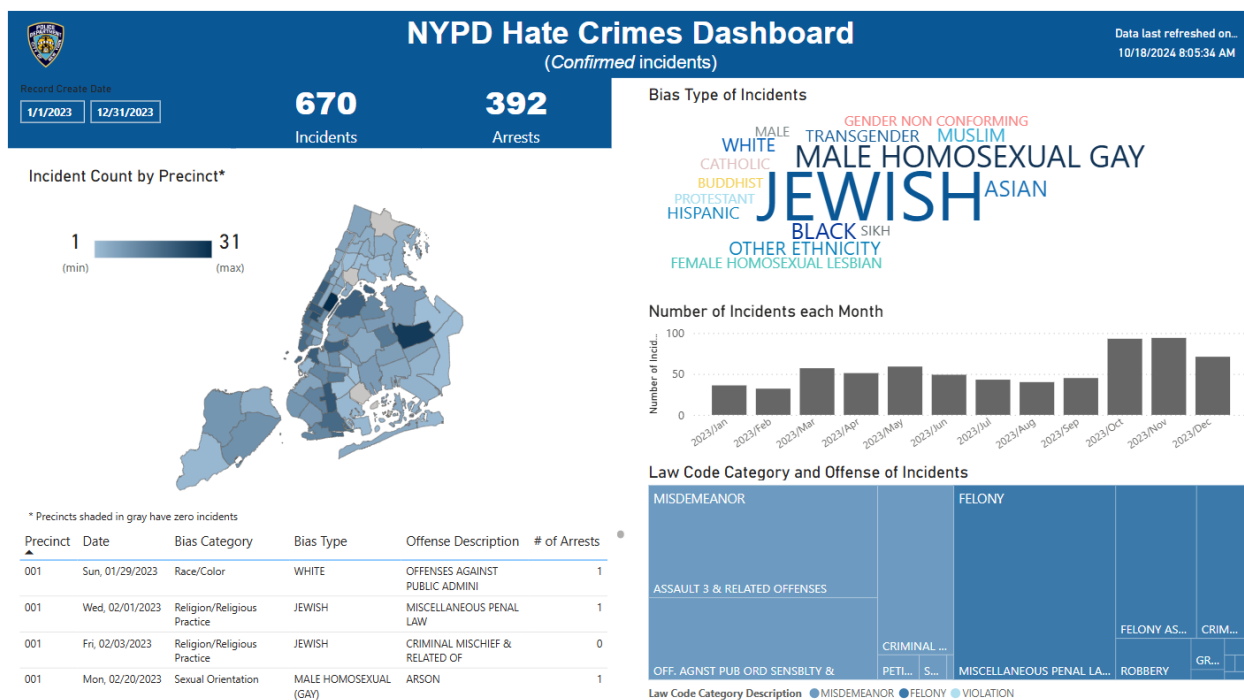 NYPD Hate Crimes Dashboard
(Confirmed incidents)
Data last refreshed on...
10/18/2024 8:05:34 AM
POLICE
Record Create Date
1/1/2023
12/31/2023
670
Incidents
392
Arrests
Incident Count by Precinct*
1
(min)
31
(max)
* Precincts shaded in gray have zero incidents
Precinct Date Bias Category Bias Type Offense Description # of Arrests
001 Sun, 01/29/2023 Race/Color WHITE OFFENSES AGAINST 1
PUBLIC ADMINI
001 Wed, 02/01/2023 Religion/Religious JEWISH MISCELLANEOUS PENAL 1
Practice LAW
001 Fri, 02/03/2023 Religion/Religious JEWISH CRIMINAL MISCHIEF & 0
Practice RELATED OF
001 Mon, 02/20/2023 Sexual Orientation MALE HOMOSEXUAL ARSON 1
(GAY)
Bias Type of Incidents
GENDER NON CONFORMING
MALE TRANSGENDER MUSLIM
WHITE MALE HOMOSEXUAL GAY
CATHOLIC
BUDDHIST JEWISH ASIAN
PROTESTANT
HISPANIC
BLACK SIKH
OTHER ETHNICITY
FEMALE HOMOSEXUAL LESBIAN
Number of Incidents each Month
Number of Incid...
100
50
0
2023/Jan 2023/Feb 2023/Mar 2023/Apr 2023/May 2023/Jun 2023/Jul 2023/Aug 2023/Sep 2023/Oct 2023/Nov 2023/Dec
Law Code Category and Offense of Incidents
MISDEMEANOR FELONY
ASSAULT 3 & RELATED OFFENSES
FELONY AS... CRIM...
CRIMINAL ...
OFF. AGNST PUB ORD SENSBLTY & PETI... S... MISCELLANEOUS PENAL LA... ROBBERY GR...
Law Code Category Description MISDEMEANOR FELONY VIOLATION